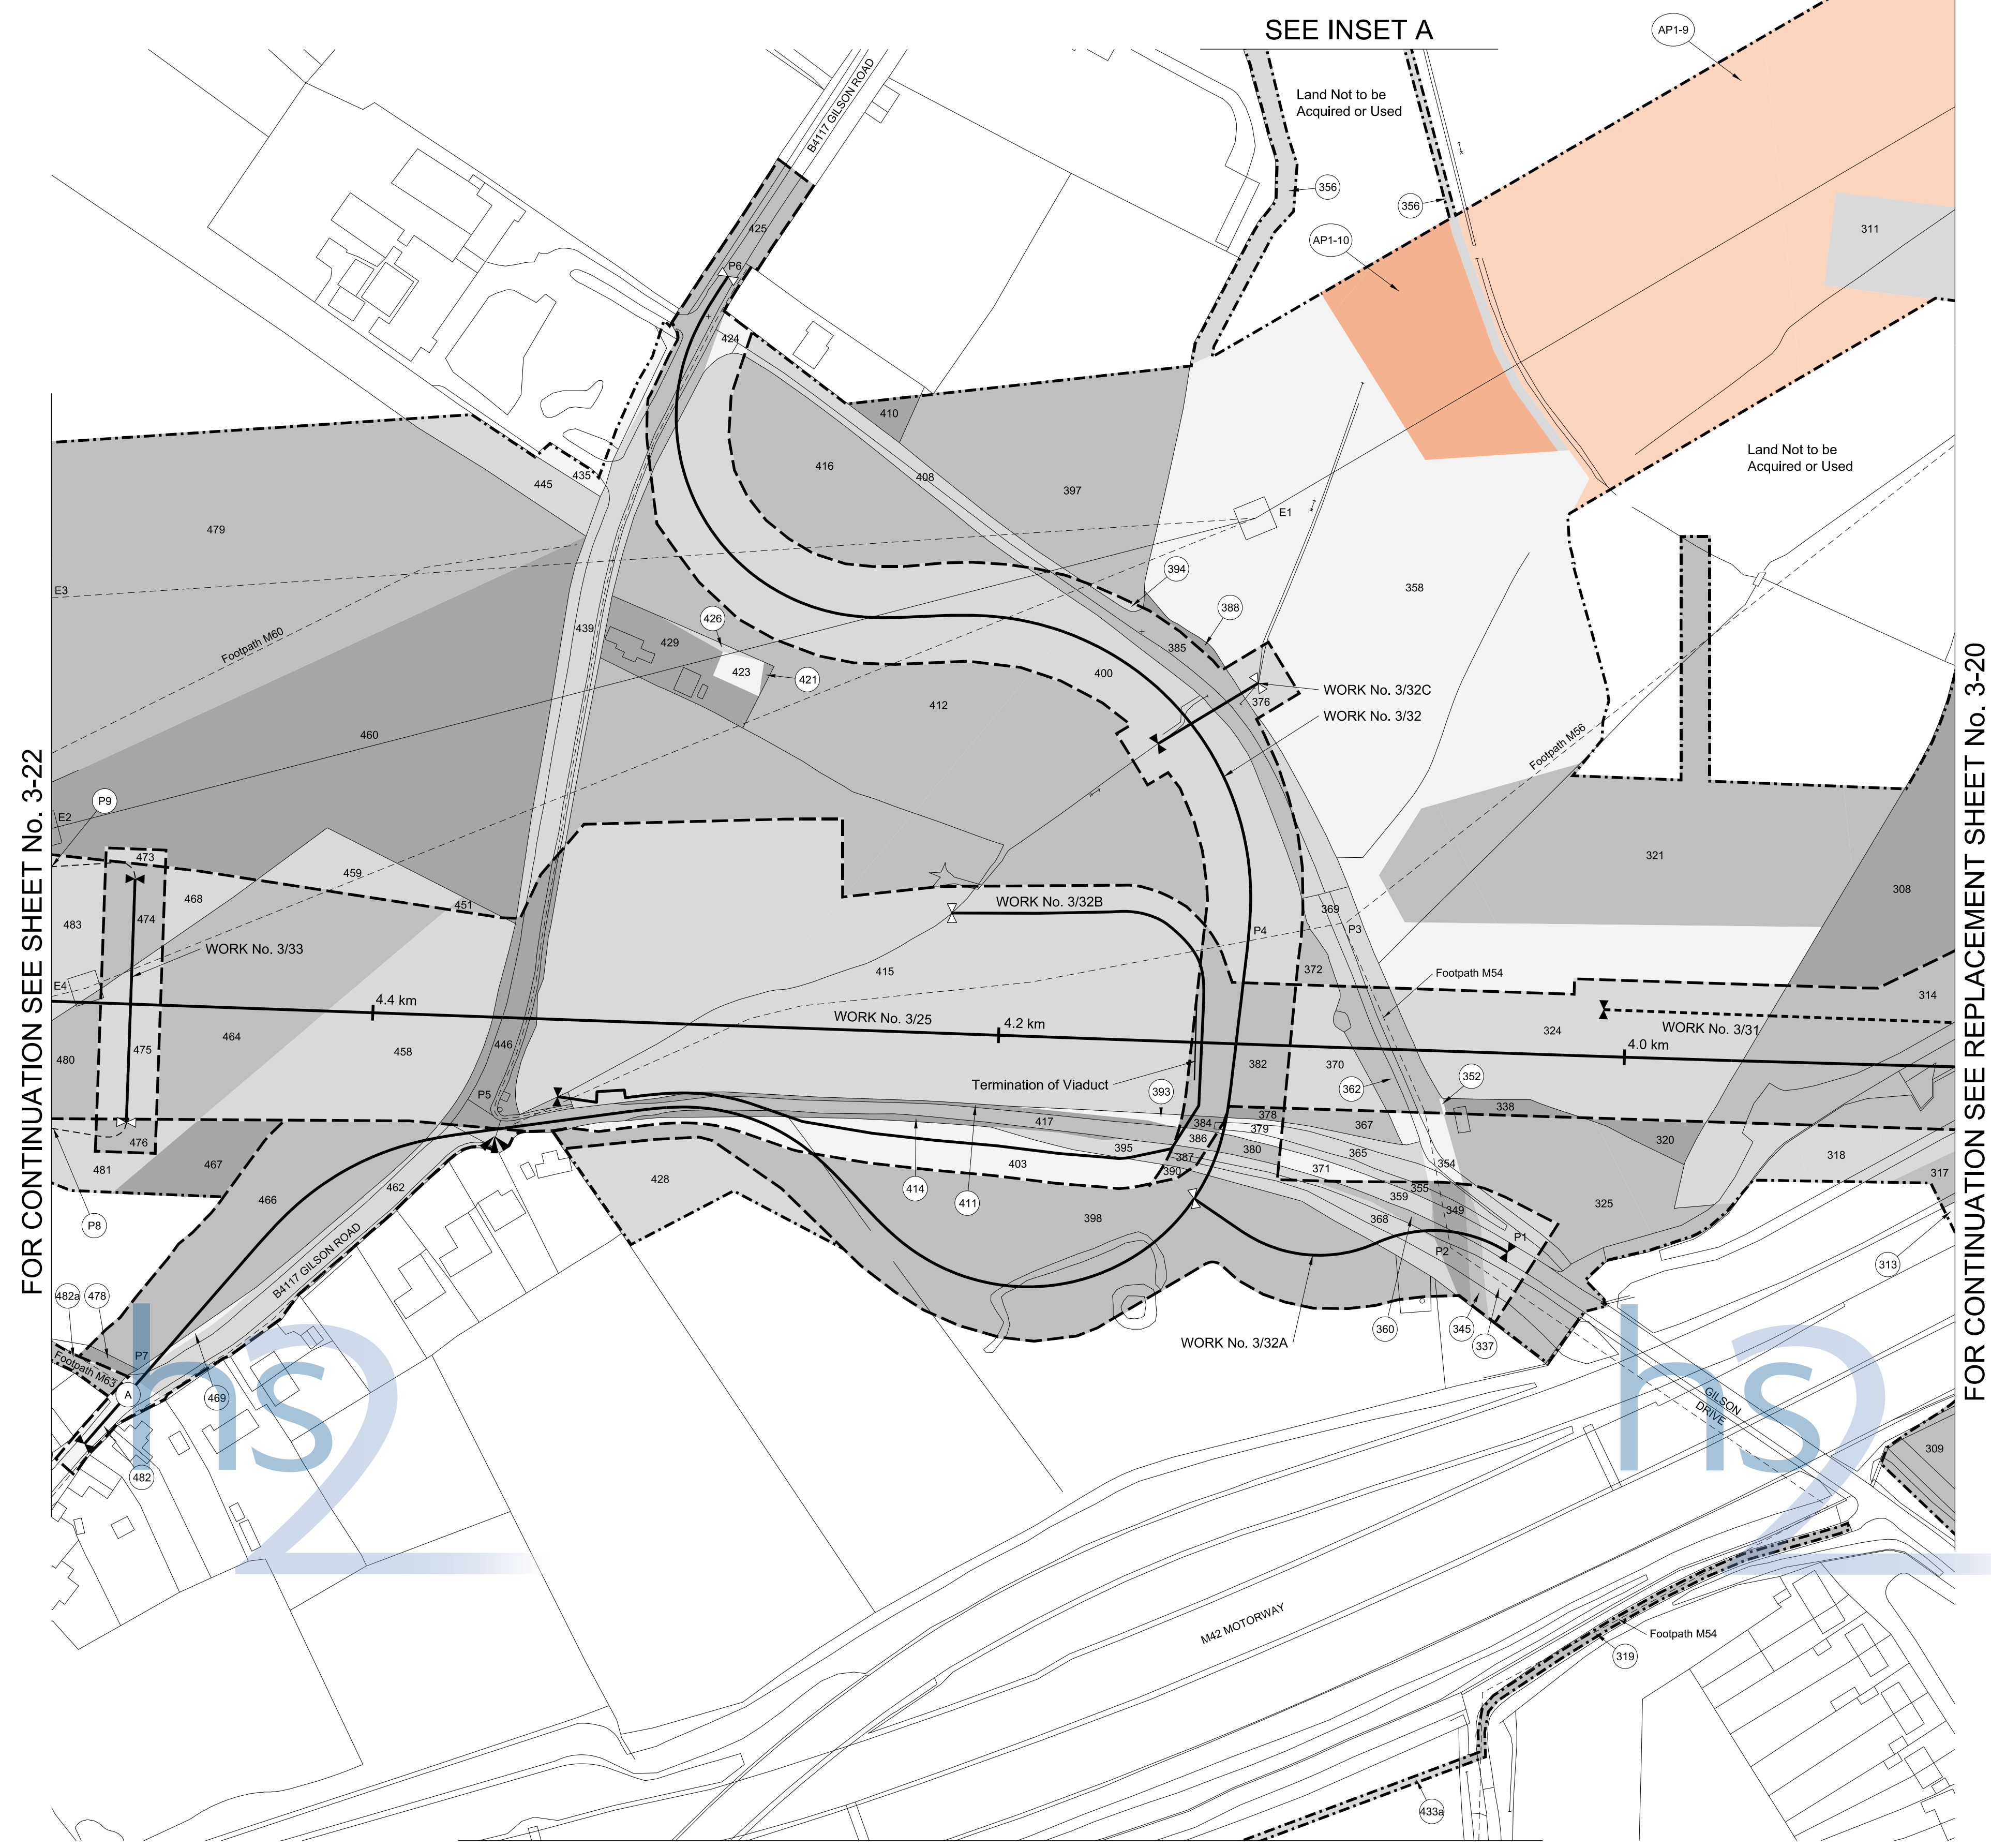 SEE INSET A
AP1-9
B4117 GILSON ROAD
Land Not to be
Acquired or Used
356
356
425
311
AP1-10
P6
424
410
Land Not to be
Acquired or Used
416
408
397
435
445
479
E1
E3
394
358
388
426
439
Footpath M60
429
385
423
421
400
WORK No. 3/32C
376
412
WORK No. 3/32
460
Footpath M56
FOR CONTINUATION SEE SHEET No. 3-22
FOR CONTINUATION SEE REPLACEMENT SHEET No. 3-20
P9
E2
473
321
459
308
468
451
WORK No. 3/32B
369
474
483
P3
P4
WORK No. 3/33
415
372
Footpath M54
E4
4.4 km
314
WORK No. 3/25
4.2 km
324
WORK No. 3/31
464
446
4.0 km
475
458
480
382
370
Termination of Viaduct
352
362
393
P5
338
378
417
384
379
367
476
386
320
395
380
365
318
403
387
354
467
371
481
390
317
428
462
414
411
355
359
466
349
325
398
368
P8
P1
P2
B4117 GILSON ROAD
313
482a
478
360
345
WORK No. 3/32A
337
P7
Footpath M63
hs2
hs2
A
469
GILSON
DRIVE
309
482
M42 MOTORWAY
Footpath M54
319
433a